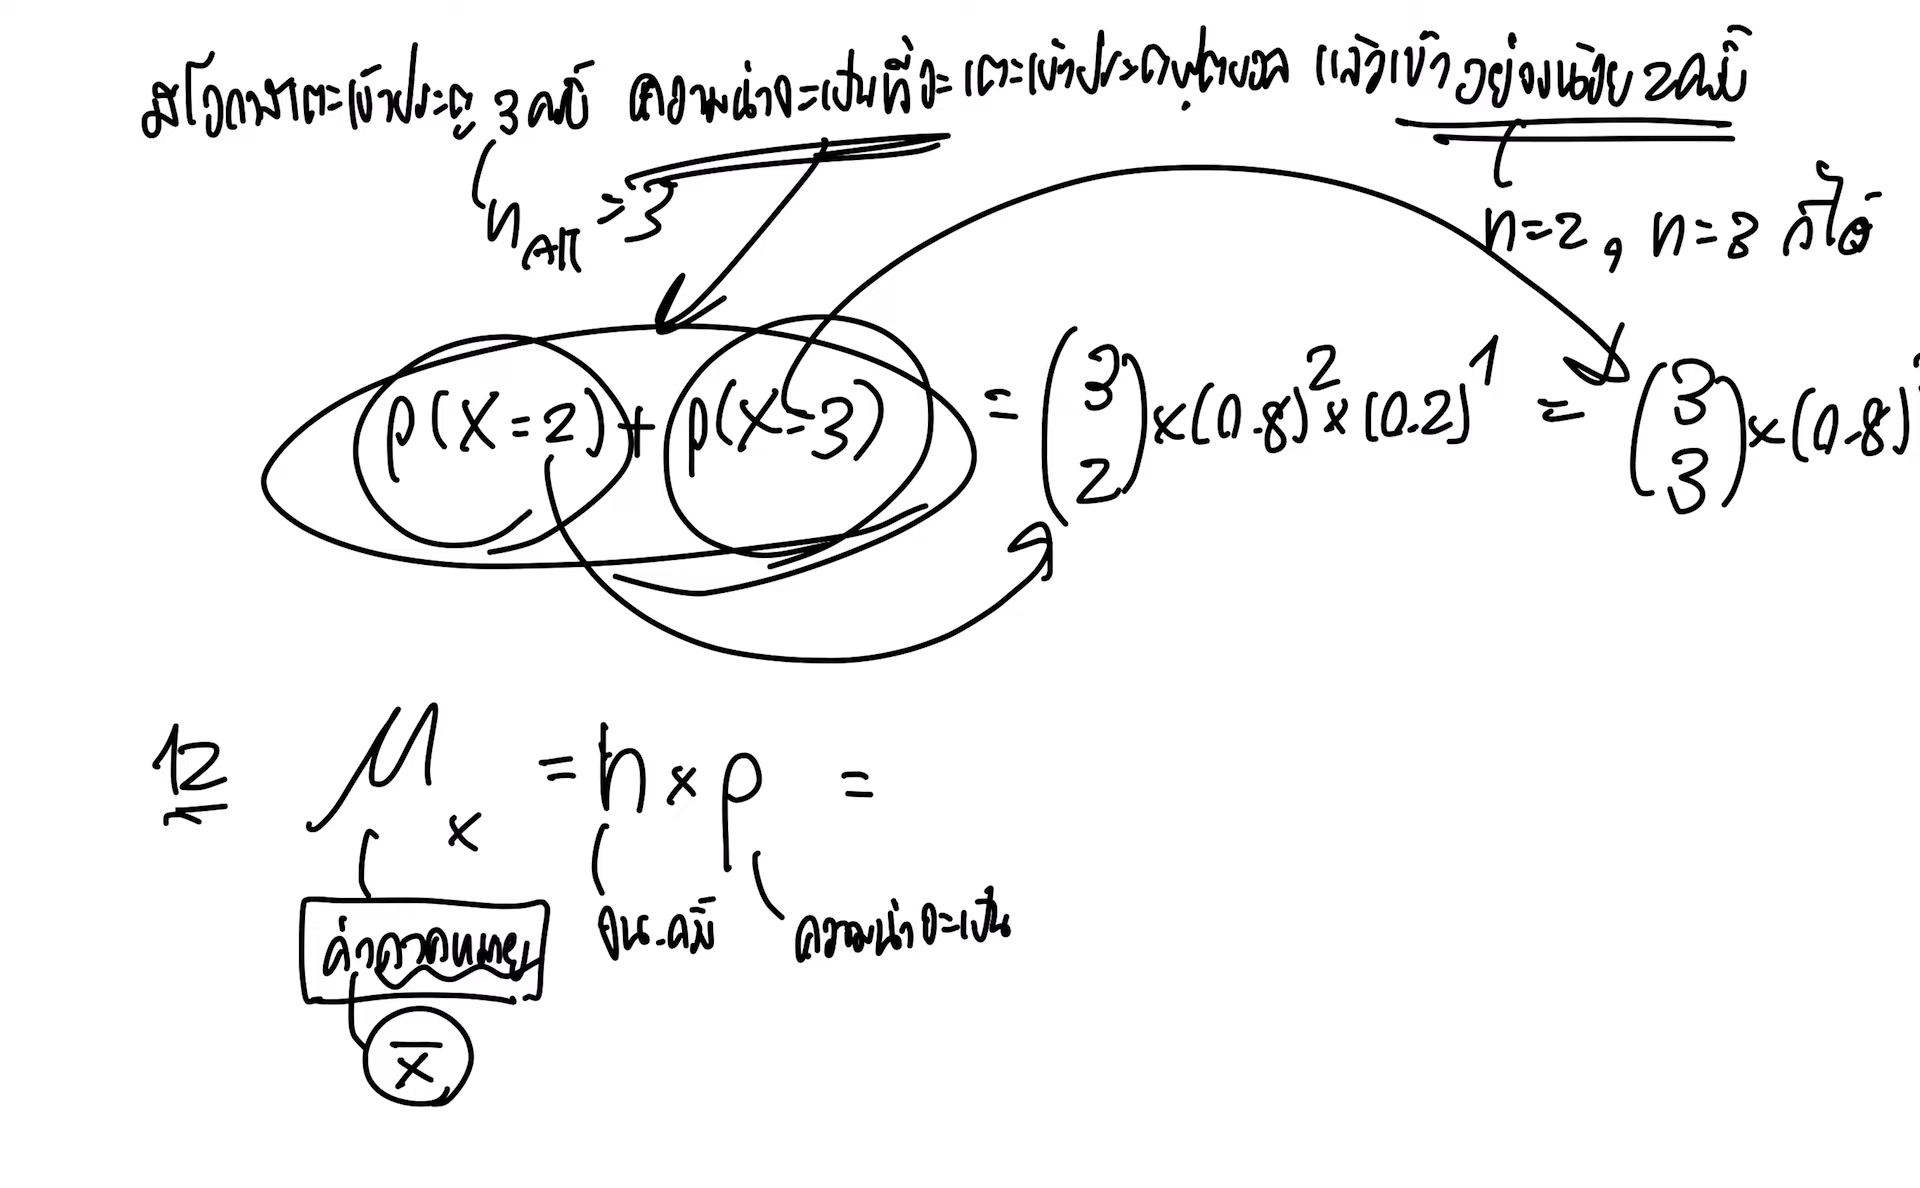 มีโอกาสเตะเข้าประตู 3 ครั้ง ความน่าจะเป็นที่จะเตะเข้าประตูฟุตบอล แล้วเข้าอย่างน้อย 2 ครั้ง
n All = 3
n=2 , n=3 ก็ได้
P(X=2) + P(X=3) = (3 2) × (0.8)² × (0.2)¹ = (3 3) × (0.8)
12 μx = n × p =
จน.ครั้ง ความน่าจะเป็น
ค่าคาดหมาย
x̄